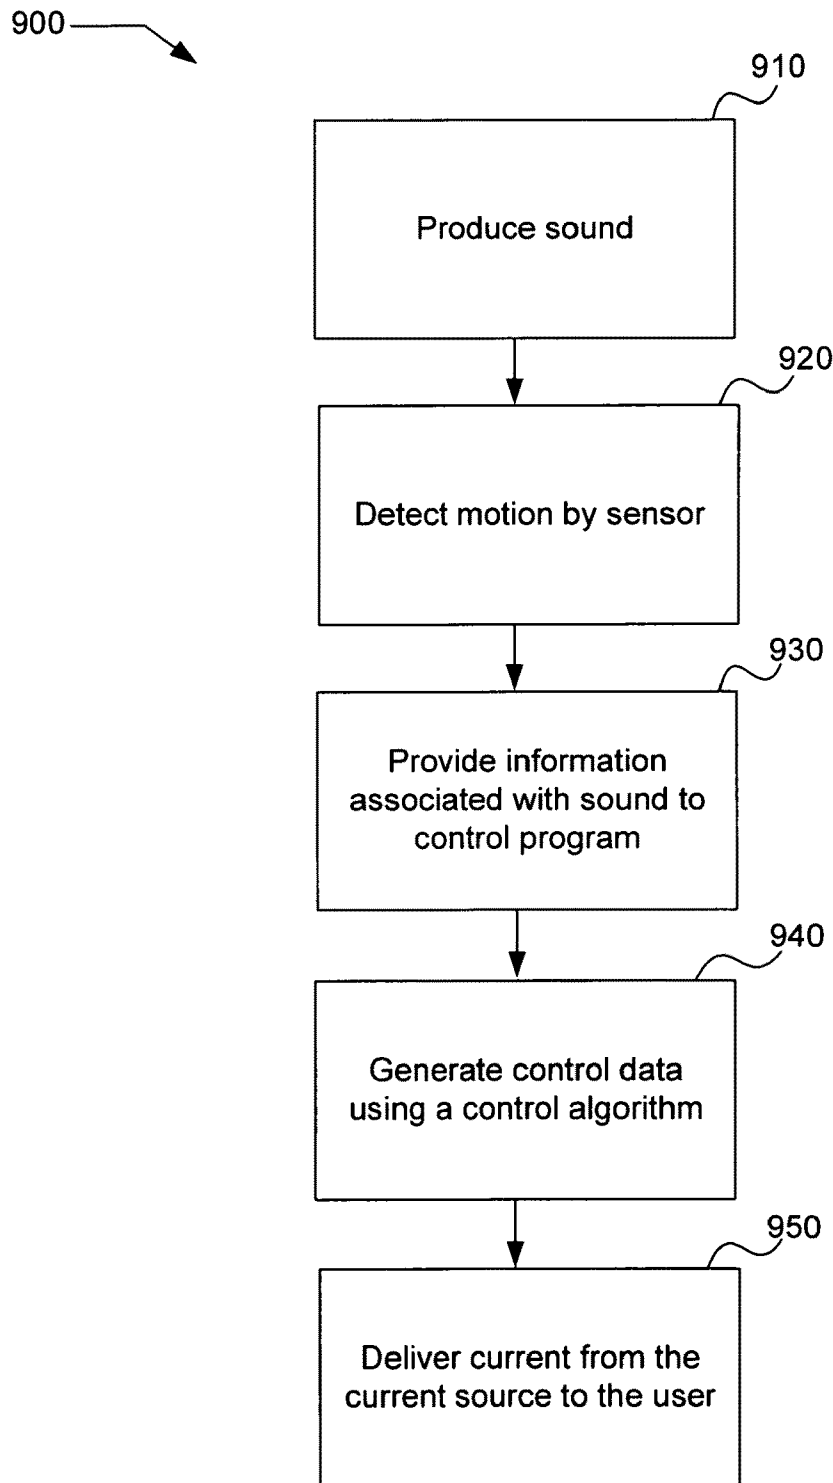 900
910
Produce sound
920
Detect motion by sensor
930
Provide information
associated with sound to
control program
940
Generate control data
using a control algorithm
950
Deliver current from the
current source to the user